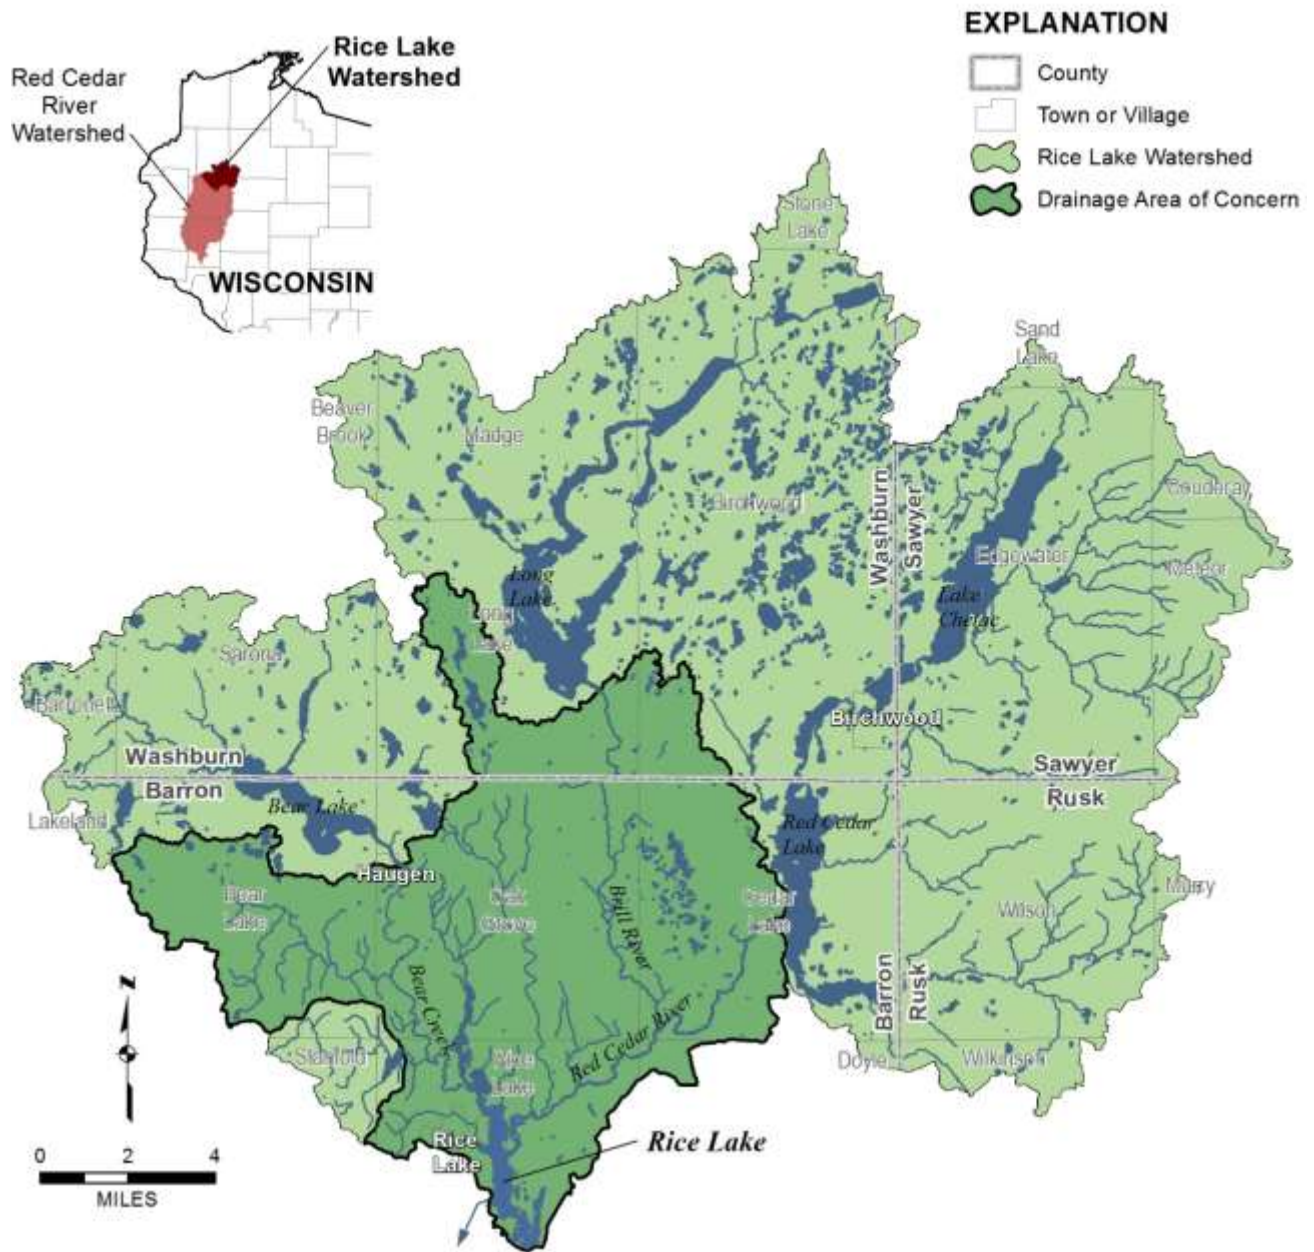 EXPLANATION
County
Town or Village
Rice Lake Watershed
Drainage Area of Concern
Rice Lake
Watershed
Red Cedar
River
Watershed
WISCONSIN
Stone
Lake
Sand
Lake
Beaver
Brook
Madge
Birchwood
Washburn
Sawyer
Couderay
Edgewater
Meteor
Long
Lake
Long
Lake
Lake
Chetac
Sarona
Barronett
Birchwood
Washburn
Barron
Sawyer
Rusk
Lakeland
Bear Lake
Red Cedar
Lake
Haugen
Bear
Lake
Oak
Grove
Brill River
Cedar
Lake
Wilson
Murry
Bear Creek
Barron
Rusk
Red Cedar River
Stanfold
Rice
Lake
Doyle
Wilkinson
Rice
Lake
Rice Lake
Z
0 2 4
MILES